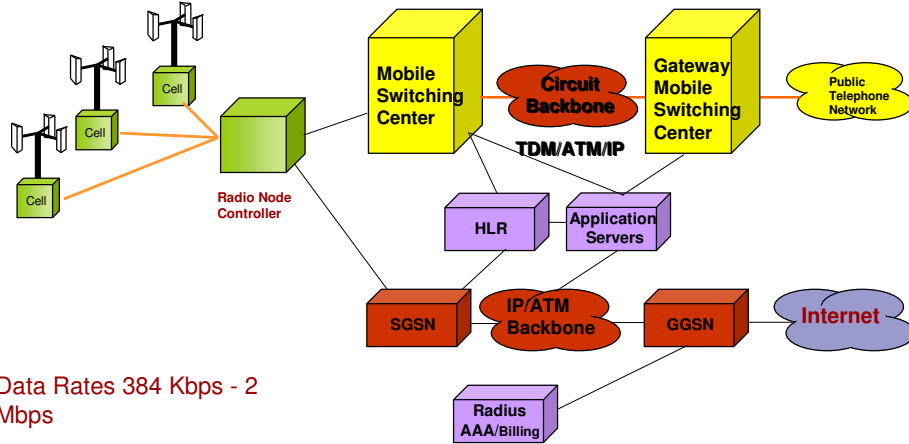 Cell
Cell
Cell
Radio Node
Controller
Mobile
Switching
Center
Circuit
Backbone
TDM/ATM/IP
Gateway
Mobile
Switching
Center
Public
Telephone
Network
HLR
Application
Servers
SGSN
IP/ATM
Backbone
GGSN
Internet
Radius
AAA/Billing
Data Rates 384 Kbps - 2
Mbps